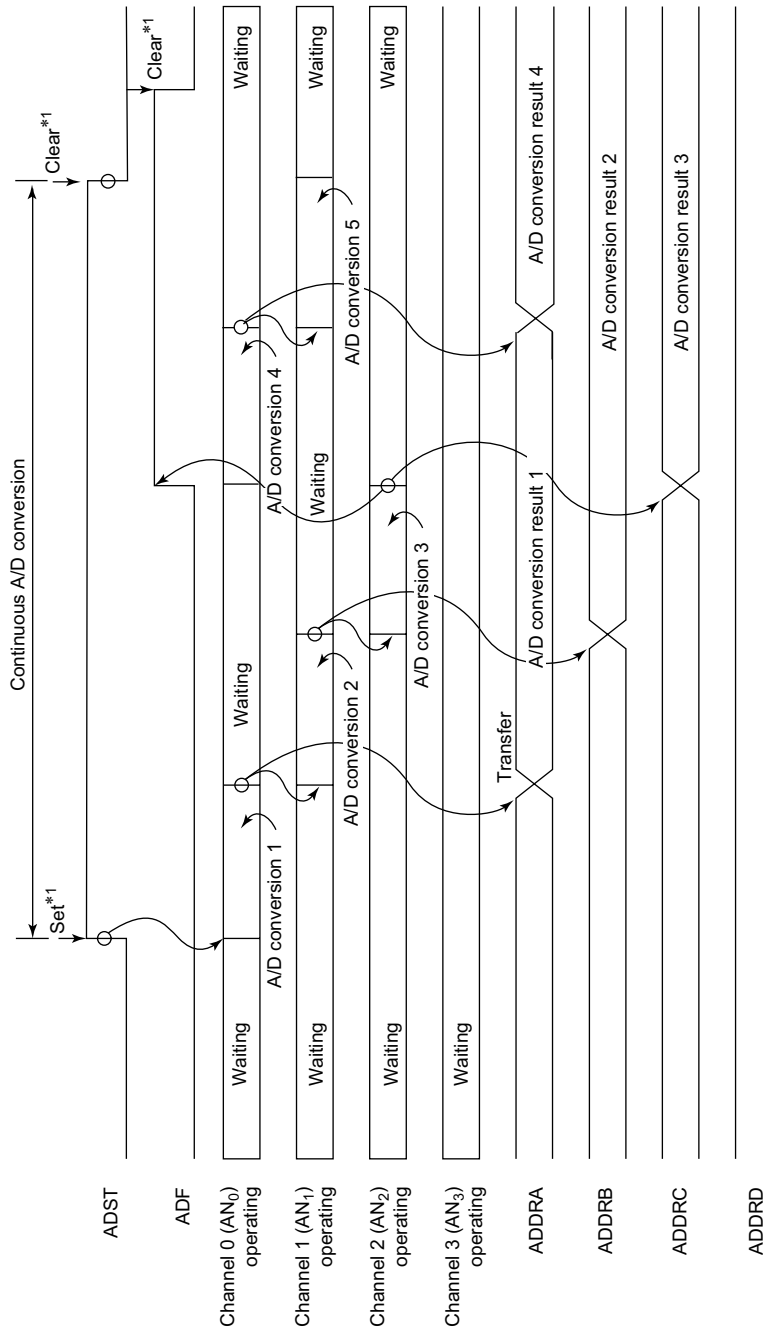 Continuous A/D conversion
Set*1
Clear*1
ADST
Clear*1
ADF
Channel 0 (AN0)
operating
Waiting
A/D conversion 1
Waiting
A/D conversion 4
Waiting
Channel 1 (AN1)
operating
Waiting
A/D conversion 2
Waiting
A/D conversion 5
Waiting
Channel 2 (AN2)
operating
Waiting
A/D conversion 3
Waiting
Channel 3 (AN3)
operating
Waiting
Transfer
ADDRA
A/D conversion result 1
A/D conversion result 4
ADDRB
A/D conversion result 2
ADDRC
A/D conversion result 3
ADDRD